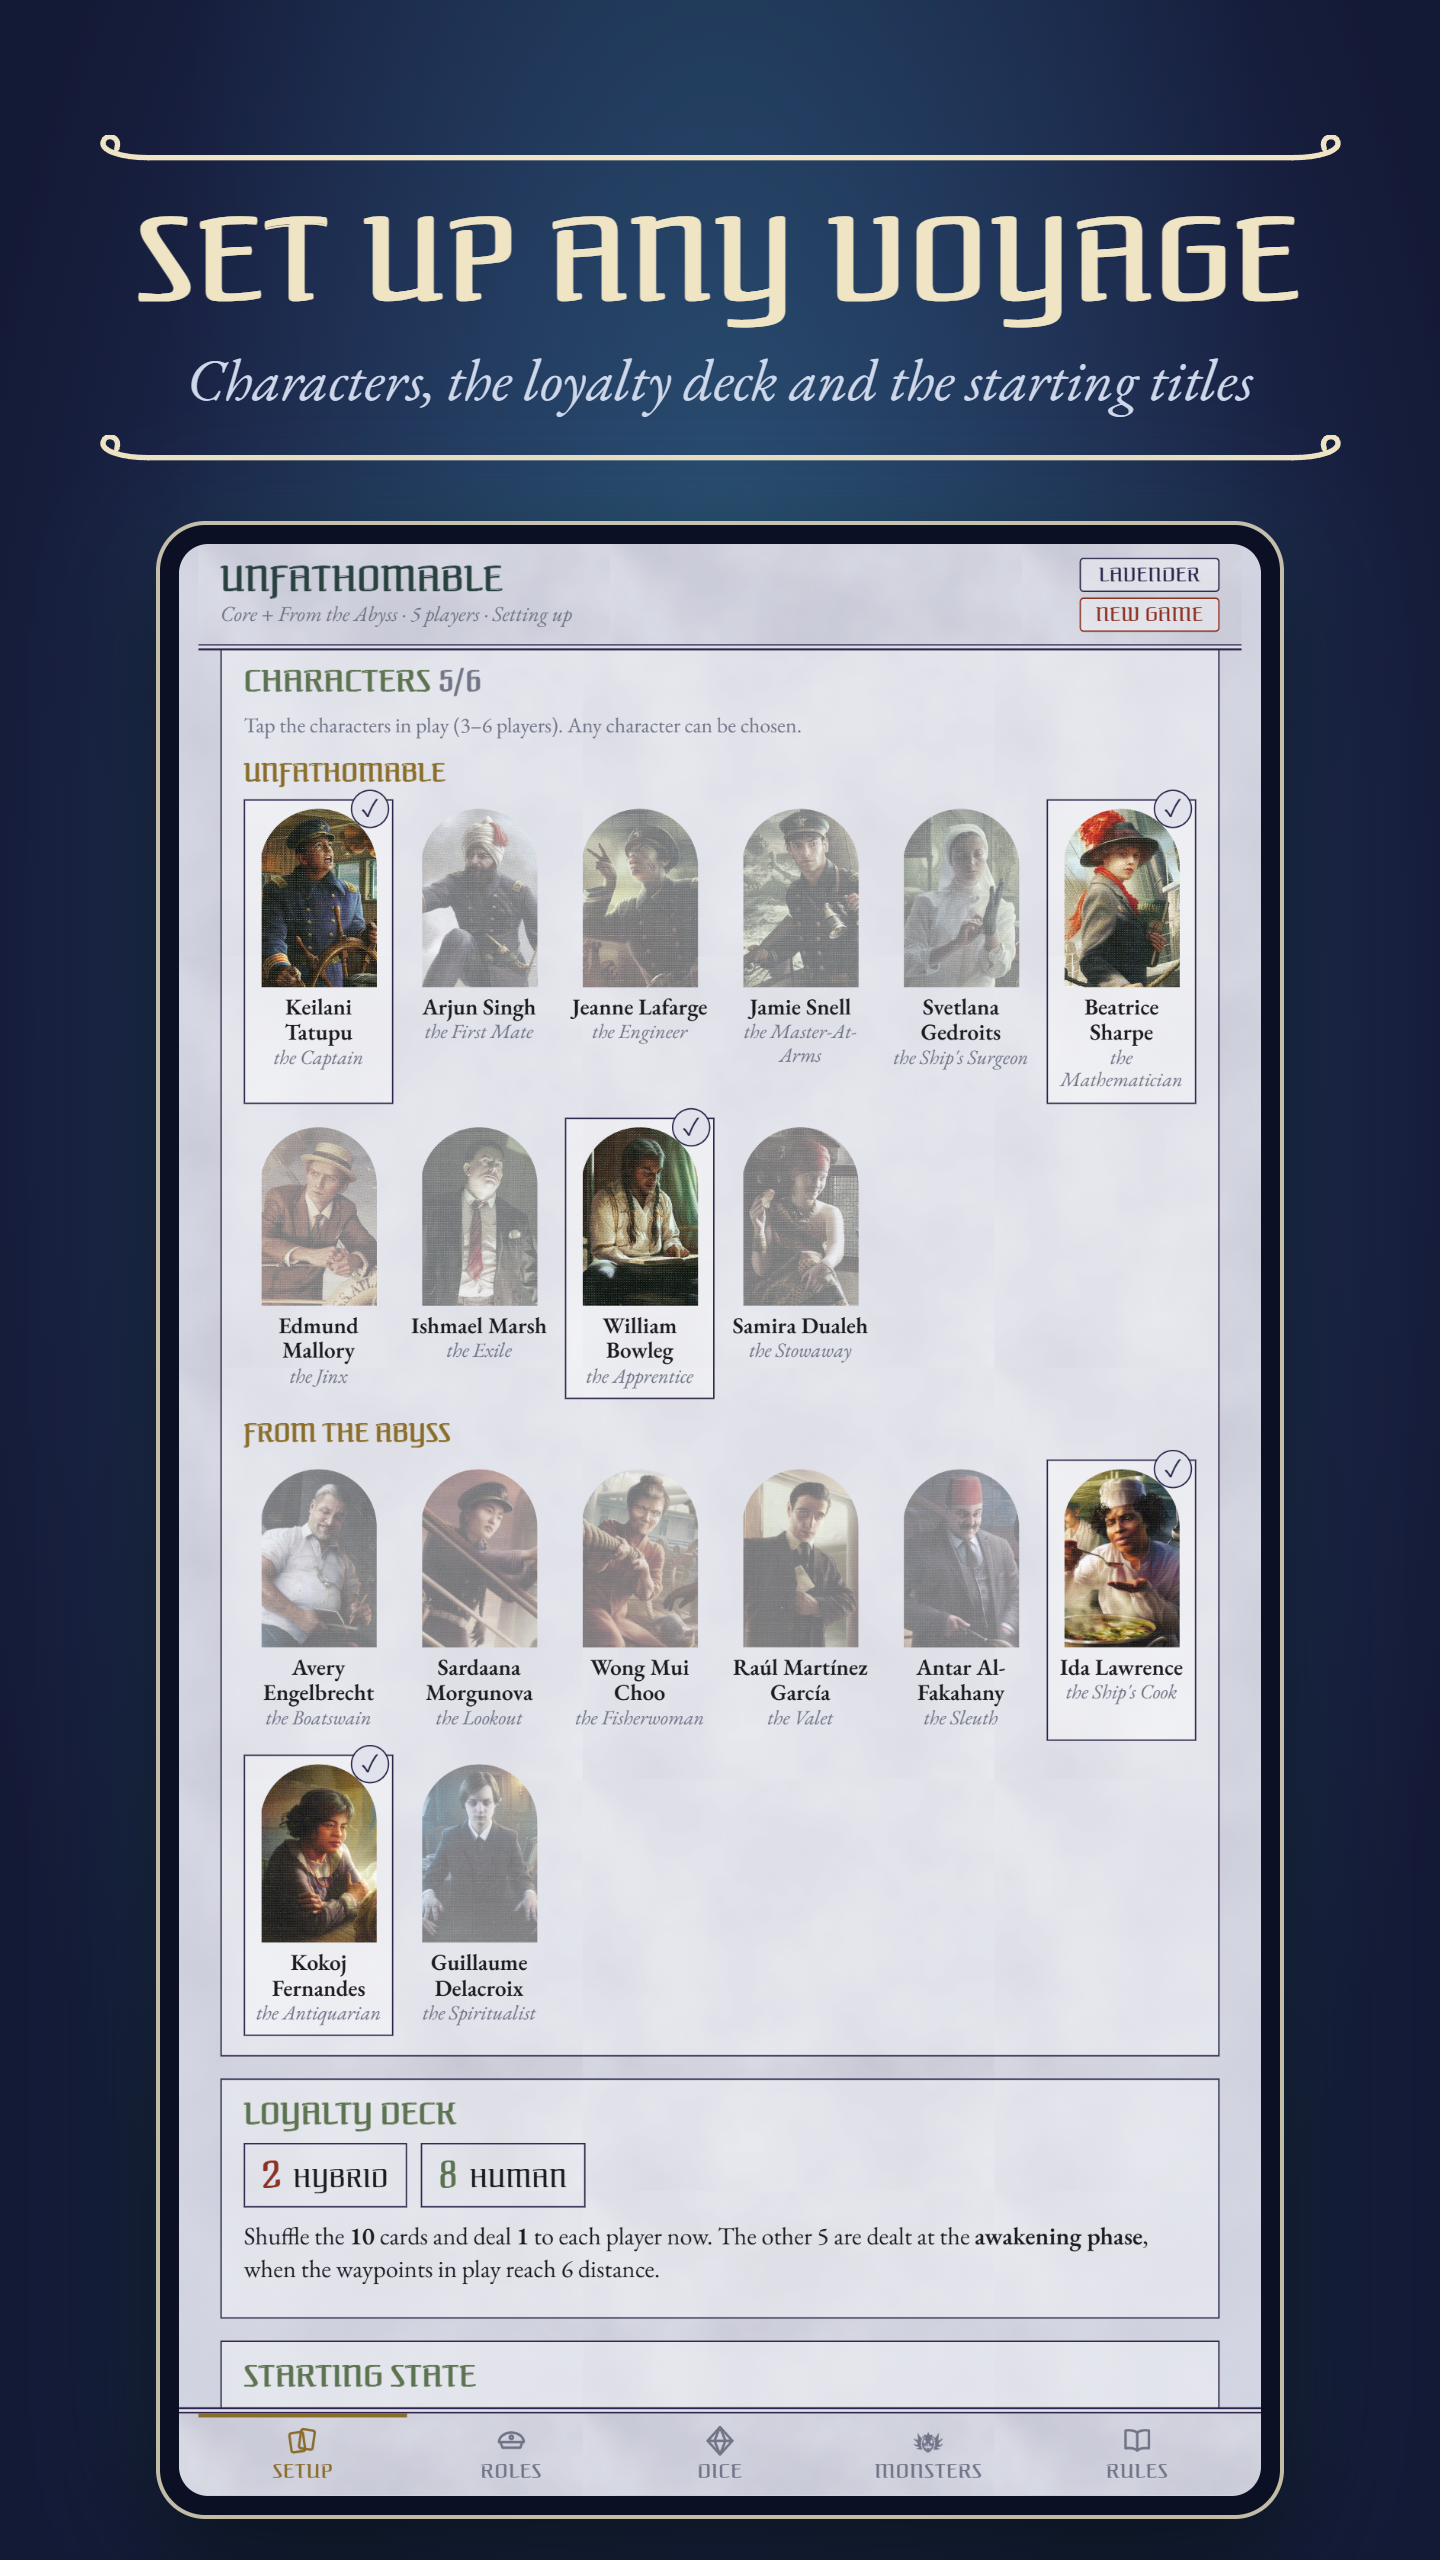 SET UP ANY VOYAGE
Characters, the loyalty deck and the starting titles
UNFATHOMABLE
Core + From the Abyss · 5 players · Setting up
LAVENDER
NEW GAME
CHARACTERS 5/6
Tap the characters in play (3–6 players). Any character can be chosen.
UNFATHOMABLE
Keilani Tatupu
the Captain
Arjun Singh
the First Mate
Jeanne Lafarge
the Engineer
Jamie Snell
the Master-At-Arms
Svetlana Gedroits
the Ship's Surgeon
Beatrice Sharpe
the Mathematician
Edmund Mallory
the Jinx
Ishmael Marsh
the Exile
William Bowleg
the Apprentice
Samira Dualeh
the Stowaway
FROM THE ABYSS
Avery Engelbrecht
the Boatswain
Sardaana Morgunova
the Lookout
Wong Mui Choo
the Fisherwoman
Raúl Martínez García
the Valet
Antar Al-Fakahany
the Sleuth
Ida Lawrence
the Ship's Cook
Kokoj Fernandes
the Antiquarian
Guillaume Delacroix
the Spiritualist
LOYALTY DECK
2 HYBRID
8 HUMAN
Shuffle the 10 cards and deal 1 to each player now. The other 5 are dealt at the awakening phase,
when the waypoints in play reach 6 distance.
STARTING STATE
SETUP
ROLES
DICE
MONSTERS
RULES